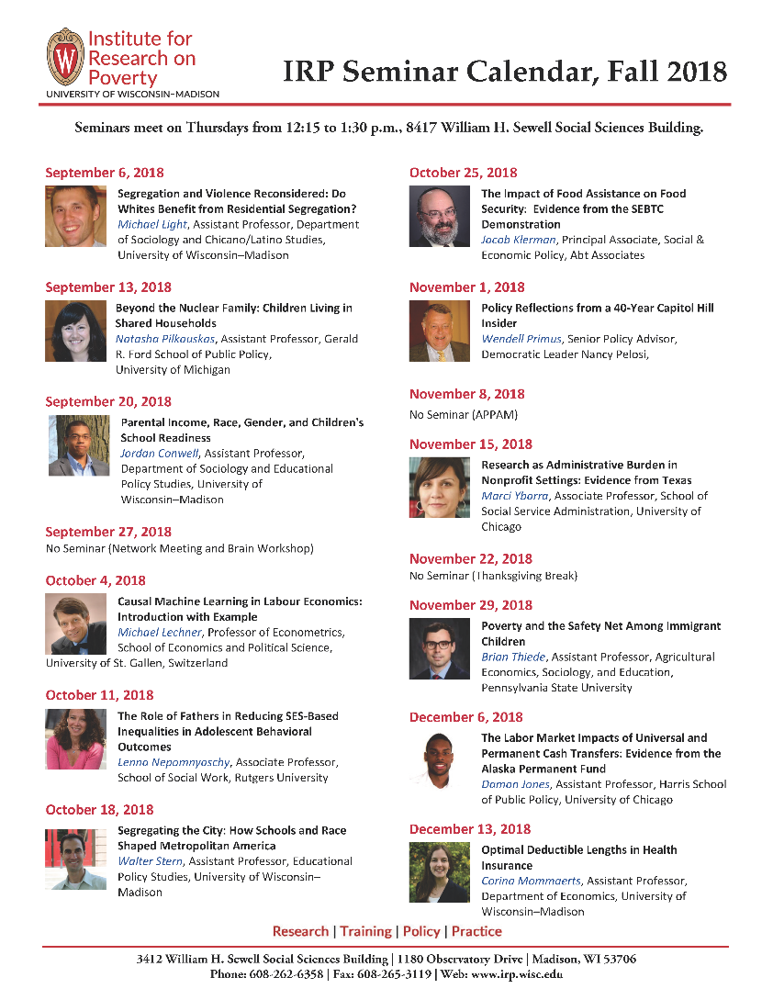 Institute for
Research on
Poverty
UNIVERSITY OF WISCONSIN–MADISON
IRP Seminar Calendar, Fall 2018
Seminars meet on Thursdays from 12:15 to 1:30 p.m., 8417 William H. Sewell Social Sciences Building.
September 6, 2018
Segregation and Violence Reconsidered: Do
Whites Benefit from Residential Segregation?
Michael Light, Assistant Professor, Department
of Sociology and Chicano/Latino Studies,
University of Wisconsin–Madison
September 13, 2018
Beyond the Nuclear Family: Children Living in
Shared Households
Natasha Pilkauskas, Assistant Professor, Gerald
R. Ford School of Public Policy,
University of Michigan
September 20, 2018
Parental Income, Race, Gender, and Children's
School Readiness
Jordan Conwell, Assistant Professor,
Department of Sociology and Educational
Policy Studies, University of
Wisconsin–Madison
September 27, 2018
No Seminar (Network Meeting and Brain Workshop)
October 4, 2018
Causal Machine Learning in Labour Economics:
Introduction with Example
Michael Lechner, Professor of Econometrics,
School of Economics and Political Science,
University of St. Gallen, Switzerland
October 11, 2018
The Role of Fathers in Reducing SES-Based
Inequalities in Adolescent Behavioral
Outcomes
Lenna Nepomnyaschy, Associate Professor,
School of Social Work, Rutgers University
October 18, 2018
Segregating the City: How Schools and Race
Shaped Metropolitan America
Walter Stern, Assistant Professor, Educational
Policy Studies, University of Wisconsin–
Madison
October 25, 2018
The Impact of Food Assistance on Food
Security: Evidence from the SEBTC
Demonstration
Jacob Klerman, Principal Associate, Social &
Economic Policy, Abt Associates
November 1, 2018
Policy Reflections from a 40-Year Capitol Hill
Insider
Wendell Primus, Senior Policy Advisor,
Democratic Leader Nancy Pelosi,
November 8, 2018
No Seminar (APPAM)
November 15, 2018
Research as Administrative Burden in
Nonprofit Settings: Evidence from Texas
Marci Ybarra, Associate Professor, School of
Social Service Administration, University of
Chicago
November 22, 2018
No Seminar (Thanksgiving Break)
November 29, 2018
Poverty and the Safety Net Among Immigrant
Children
Brian Thiede, Assistant Professor, Agricultural
Economics, Sociology, and Education,
Pennsylvania State University
December 6, 2018
The Labor Market Impacts of Universal and
Permanent Cash Transfers: Evidence from the
Alaska Permanent Fund
Damon Jones, Assistant Professor, Harris School
of Public Policy, University of Chicago
December 13, 2018
Optimal Deductible Lengths in Health
Insurance
Corina Mommaerts, Assistant Professor,
Department of Economics, University of
Wisconsin–Madison
Research | Training | Policy | Practice
3412 William H. Sewell Social Sciences Building | 1180 Observatory Drive | Madison, WI 53706
Phone: 608-262-6358 | Fax: 608-265-3119 | Web: www.irp.wisc.edu